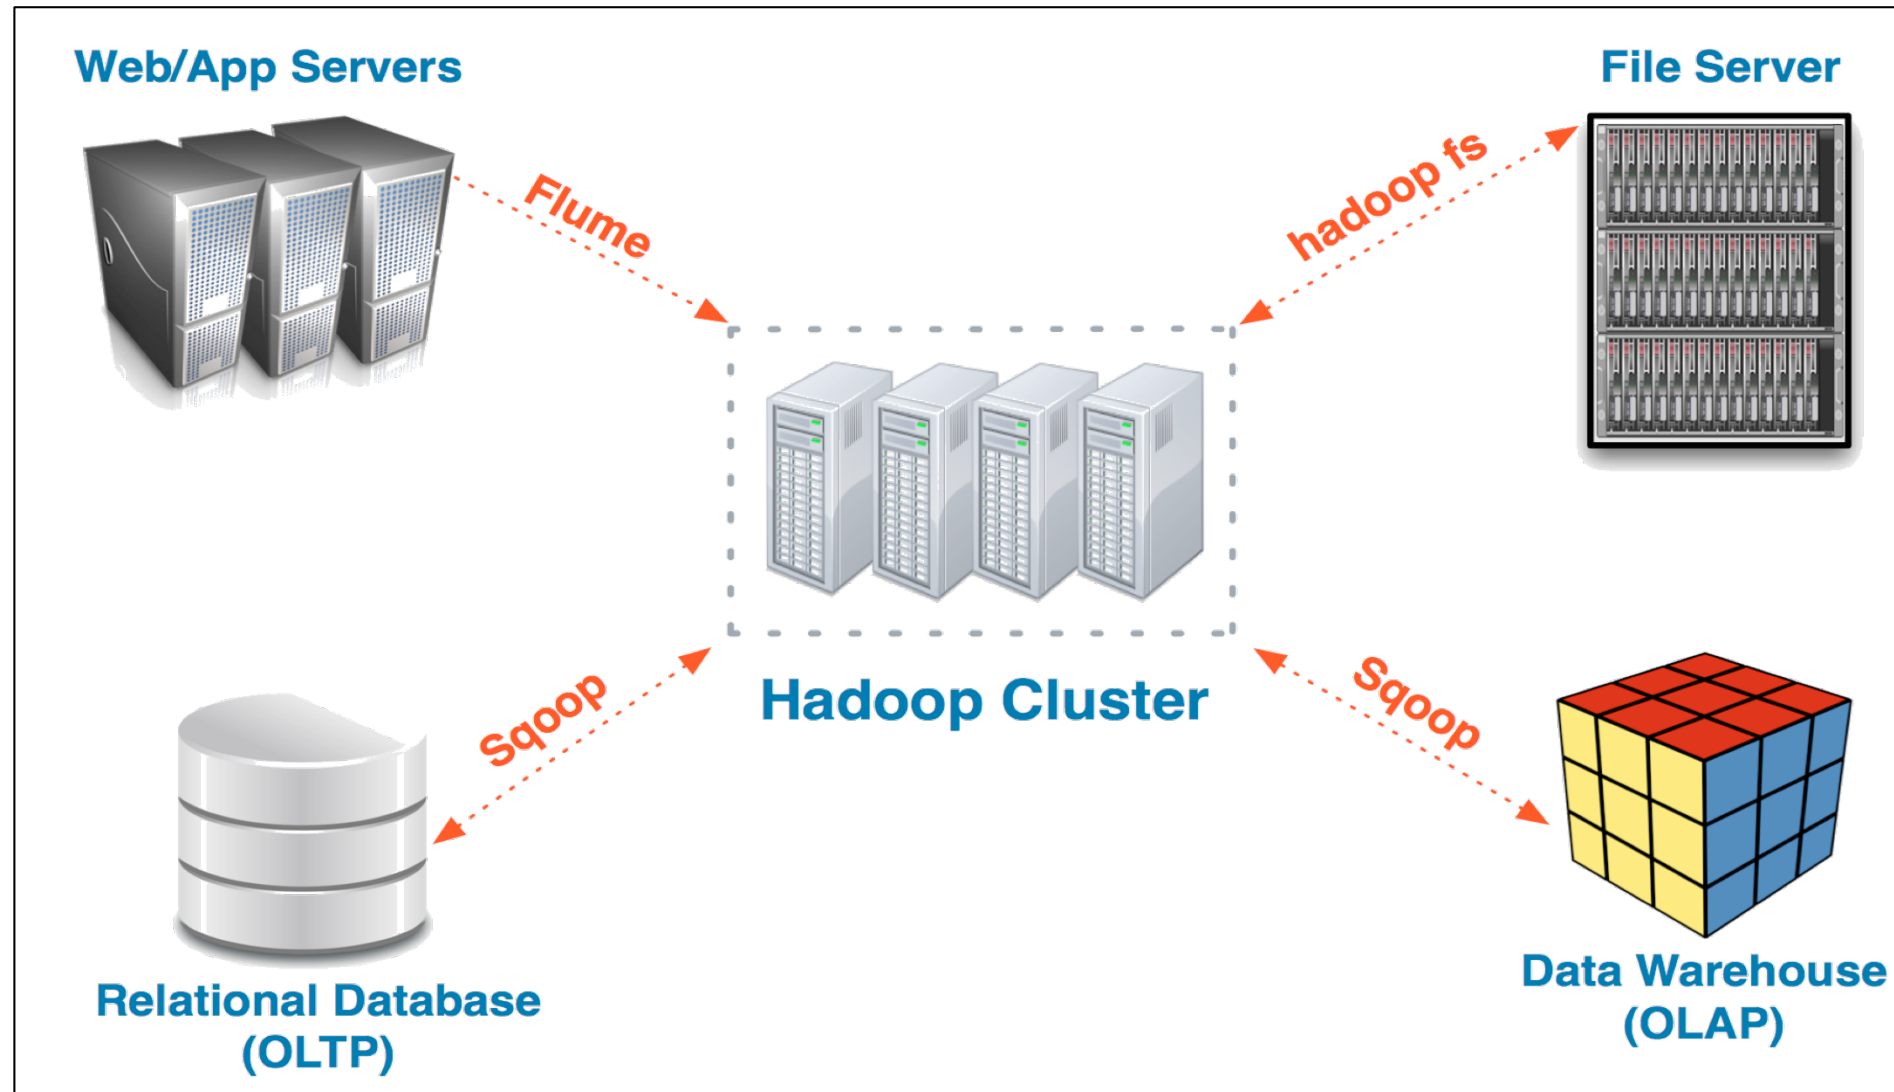 Web/App Servers
File Server
Flume
hadoop fs
Hadoop Cluster
Sqoop
Sqoop
Relational Database
(OLTP)
Data Warehouse
(OLAP)